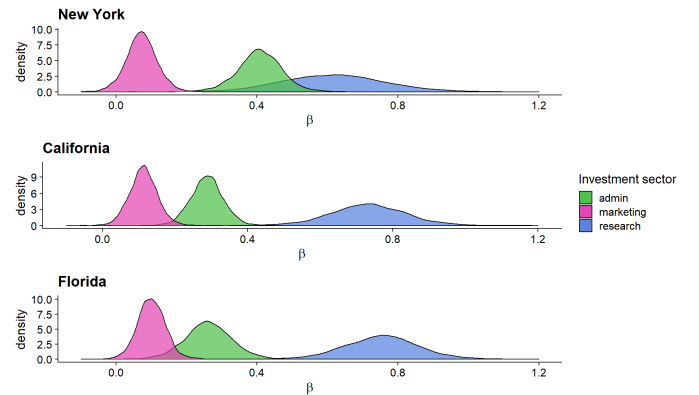 New York
10.0
7.5
5.0
2.5
0.0
density
0.0 0.4 0.8 1.2
β
California
9
6
3
0
density
0.0 0.4 0.8 1.2
β
Investment sector
admin
marketing
research
Florida
10.0
7.5
5.0
2.5
0.0
density
0.0 0.4 0.8 1.2
β